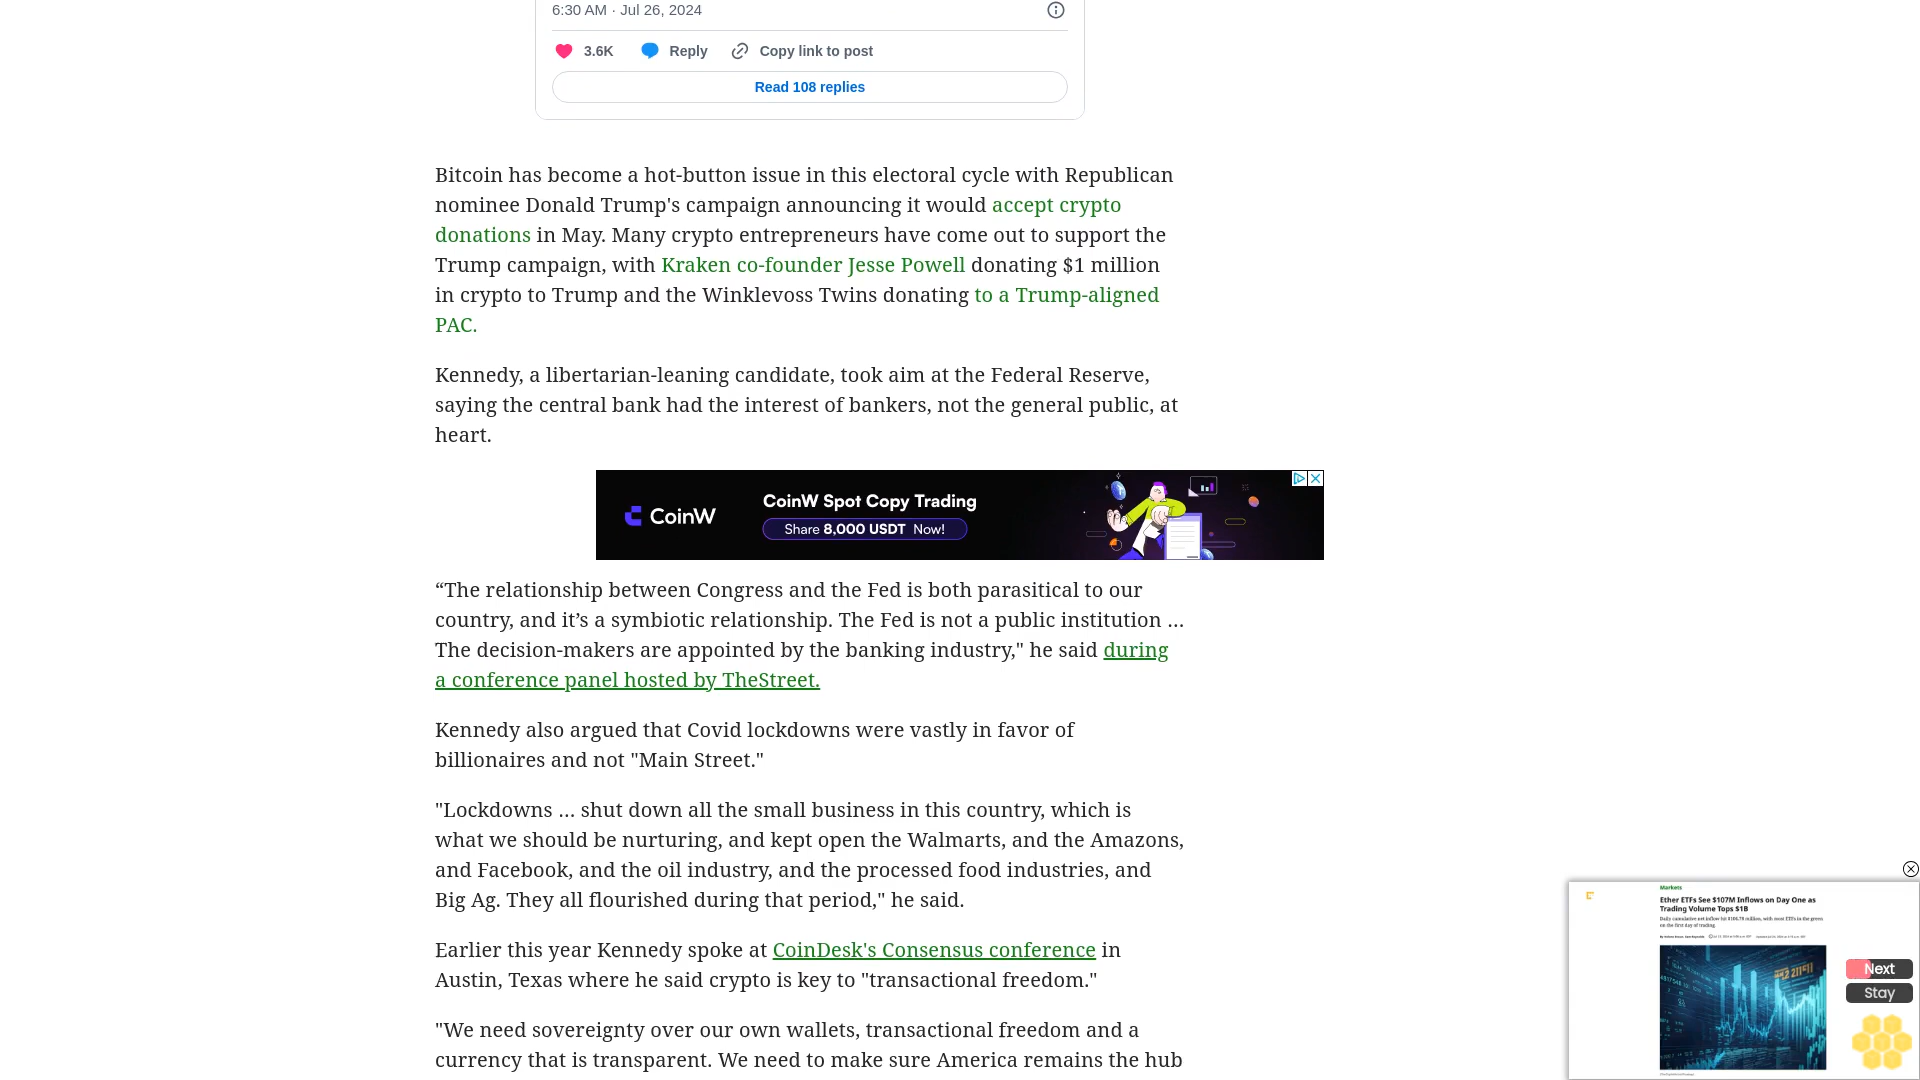 6:30 AM · Jul 26, 2024
3.6K Reply Copy link to post
Read 108 replies
Bitcoin has become a hot-button issue in this electoral cycle with Republican
nominee Donald Trump's campaign announcing it would accept crypto
donations in May. Many crypto entrepreneurs have come out to support the
Trump campaign, with Kraken co-founder Jesse Powell donating $1 million
in crypto to Trump and the Winklevoss Twins donating to a Trump-aligned
PAC.
Kennedy, a libertarian-leaning candidate, took aim at the Federal Reserve,
saying the central bank had the interest of bankers, not the general public, at
heart.
CoinW
CoinW Spot Copy Trading
Share 8,000 USDT Now!
“The relationship between Congress and the Fed is both parasitical to our
country, and it’s a symbiotic relationship. The Fed is not a public institution …
The decision-makers are appointed by the banking industry," he said during
a conference panel hosted by TheStreet.
Kennedy also argued that Covid lockdowns were vastly in favor of
billionaires and not "Main Street."
"Lockdowns … shut down all the small business in this country, which is
what we should be nurturing, and kept open the Walmarts, and the Amazons,
and Facebook, and the oil industry, and the processed food industries, and
Big Ag. They all flourished during that period," he said.
Earlier this year Kennedy spoke at CoinDesk's Consensus conference in
Austin, Texas where he said crypto is key to "transactional freedom."
"We need sovereignty over our own wallets, transactional freedom and a
currency that is transparent. We need to make sure America remains the hub
Markets
Ether ETFs See $107M Inflows on Day One as
Trading Volume Tops $1B
Next
Stay